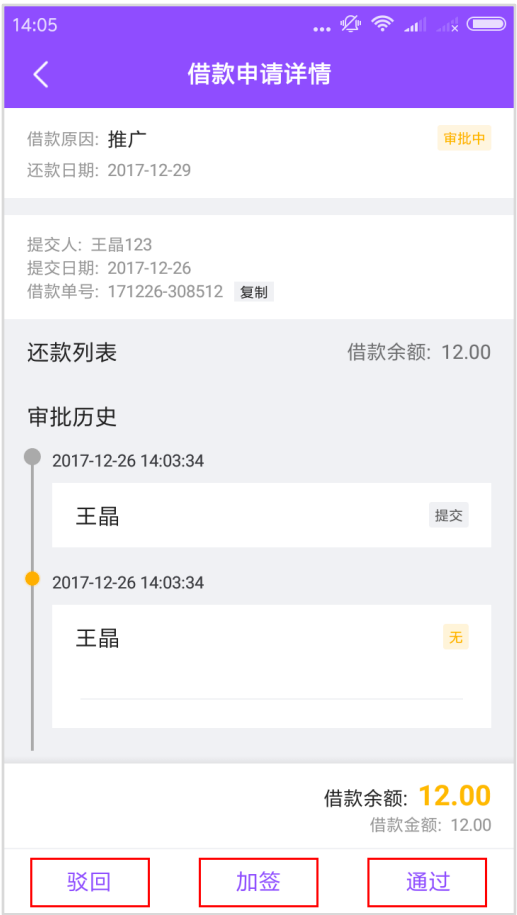 14:05
借款申请详情
借款原因: 推广 审批中
还款日期: 2017-12-29
提交人: 王晶123
提交日期: 2017-12-26
借款单号: 171226-308512 复制
还款列表 借款余额: 12.00
审批历史
2017-12-26 14:03:34
王晶 提交
2017-12-26 14:03:34
王晶 无
借款余额: 12.00
借款金额: 12.00
驳回 加签 通过